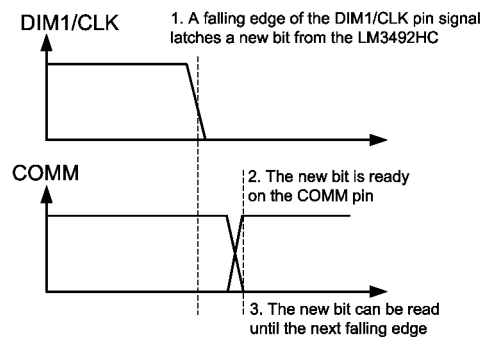 DIM1/CLK
1. A falling edge of the DIM1/CLK pin signal
latches a new bit from the LM3492HC
COMM
2. The new bit is ready
on the COMM pin
3. The new bit can be read
until the next falling edge